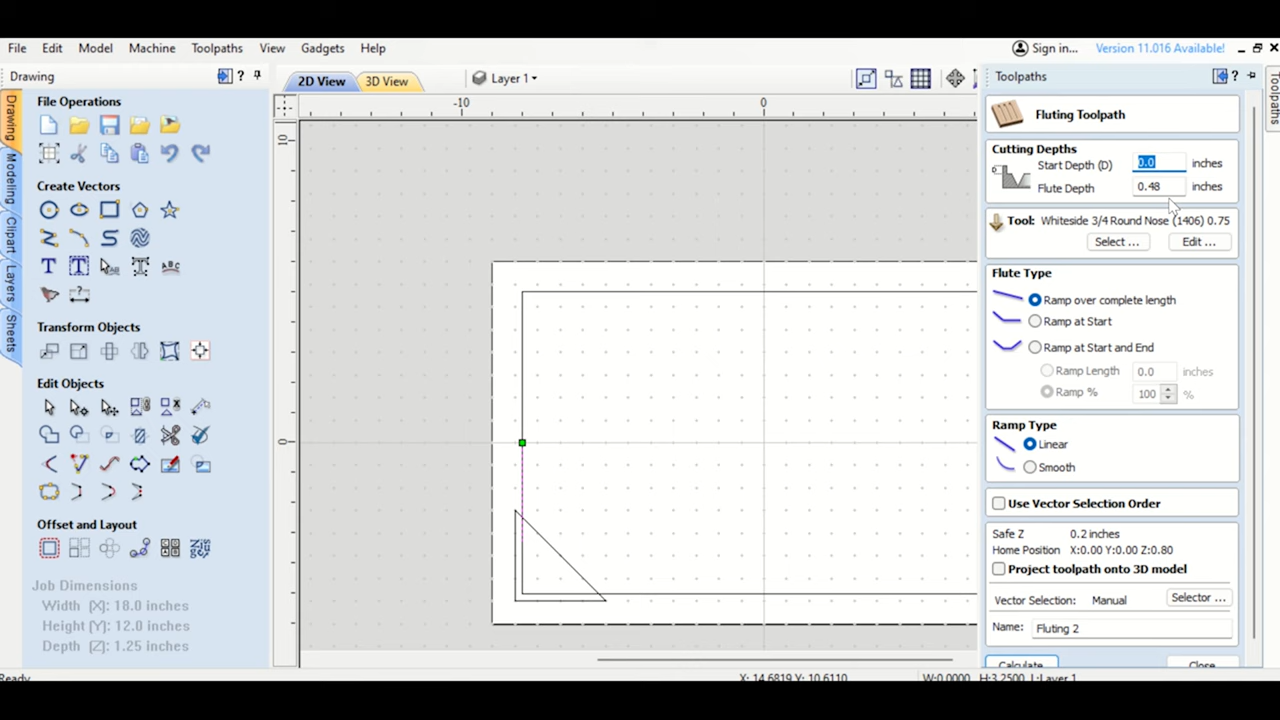 File Edit Model Machine Toolpaths View Gadgets Help
Sign in... Version 11.016 Available!
Drawing
Drawing
Modeling
Clipart
Layers
Sheets
File Operations
Create Vectors
Transform Objects
Edit Objects
Offset and Layout
Job Dimensions
Width (X): 18.0 inches
Height (Y): 12.0 inches
Depth (Z): 1.25 inches
Ready
2D View 3D View Layer 1
-10 0
10
0
X: 14.6819 Y: 10.6110 W:0.0000 H:3.2500 L:Layer 1
Toolpaths
Toolpaths
Fluting Toolpath
Cutting Depths
Start Depth (D) 0.0 inches
Flute Depth 0.48 inches
Tool: Whiteside 3/4 Round Nose (1406) 0.75
Select ... Edit ...
Flute Type
Ramp over complete length
Ramp at Start
Ramp at Start and End
Ramp Length 0.0 inches
Ramp % 100 %
Ramp Type
Linear
Smooth
Use Vector Selection Order
Safe Z 0.2 inches
Home Position X:0.00 Y:0.00 Z:0.80
Project toolpath onto 3D model
Vector Selection: Manual Selector ...
Name: Fluting 2
Calculate Close